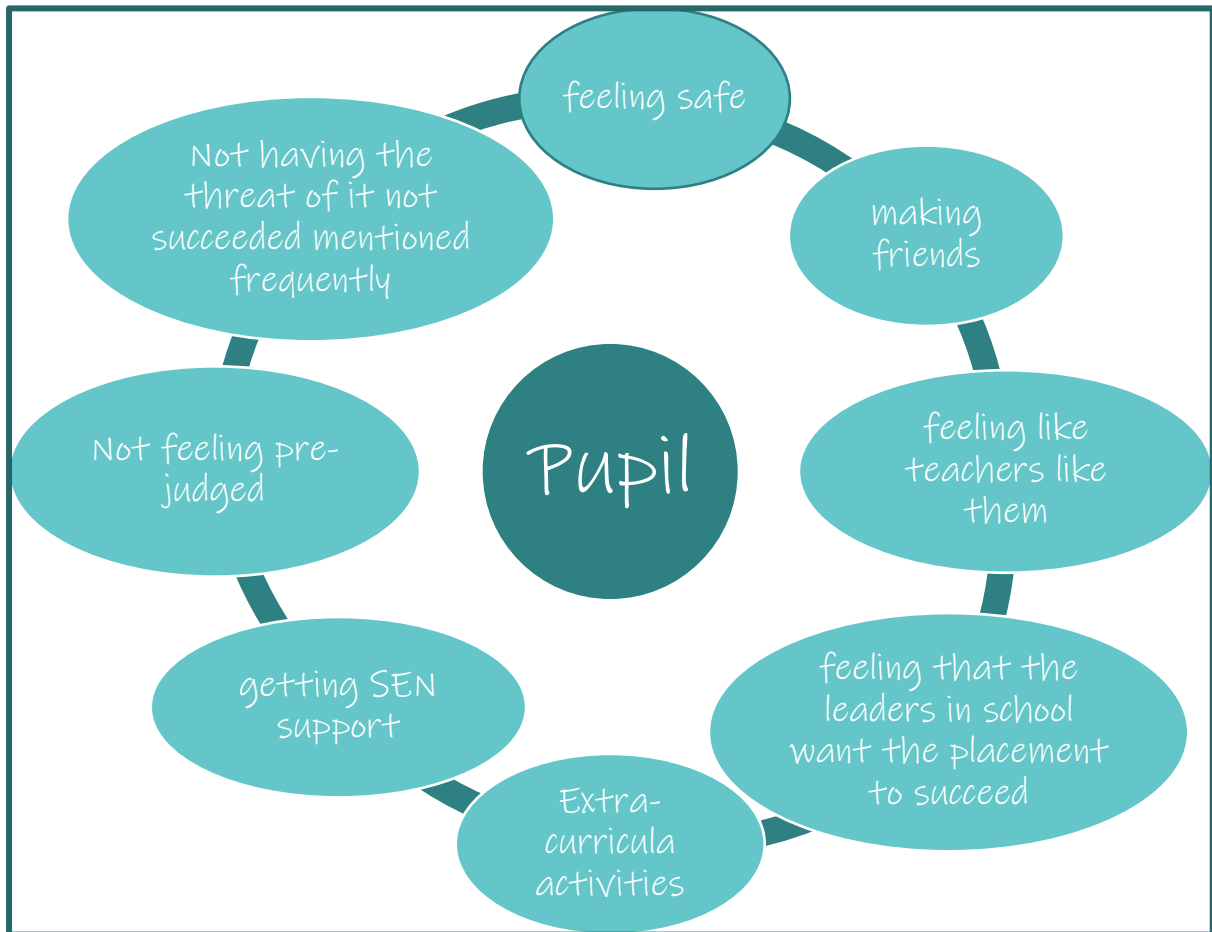 feeling safe
making
friends
feeling like
teachers like
them
feeling that the
leaders in school
want the placement
to succeed
Extra-
curricula
activities
getting SEN
support
Not feeling pre-
judged
Not having the
threat of it not
succeeded mentioned
frequently
Pupil